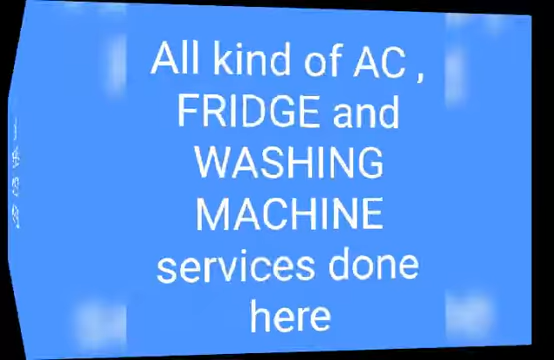 All kind of AC ,
FRIDGE and
WASHING
MACHINE
services done
here